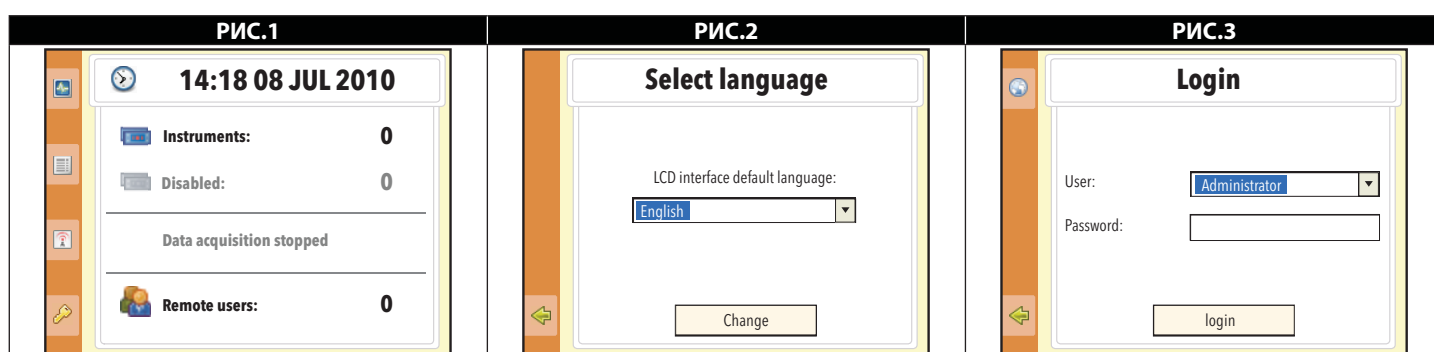 РИС.1
14:18 08 JUL 2010
Instruments: 0
Disabled: 0
Data acquisition stopped
Remote users: 0
РИС.2
Select language
LCD interface default language:
English
Change
РИС.3
Login
User: Administrator
Password:
login